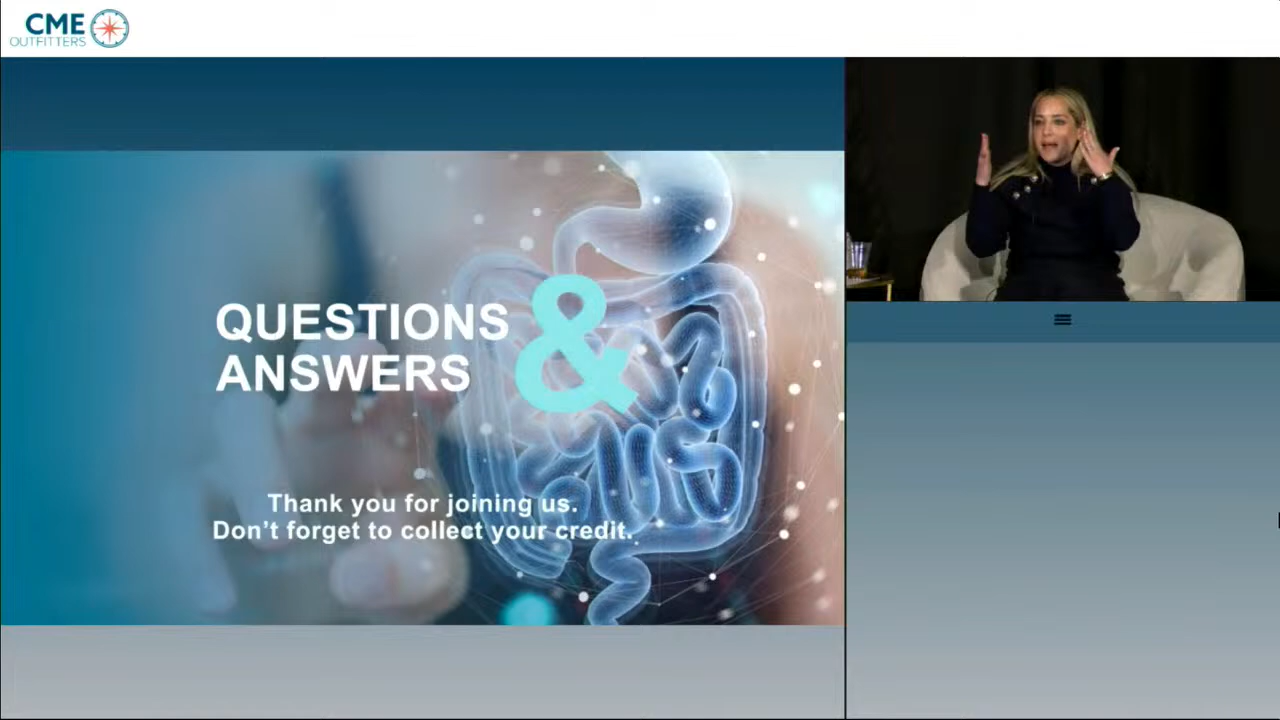 CME
OUTFITTERS
QUESTIONS &
ANSWERS
Thank you for joining us.
Don't forget to collect your credit.